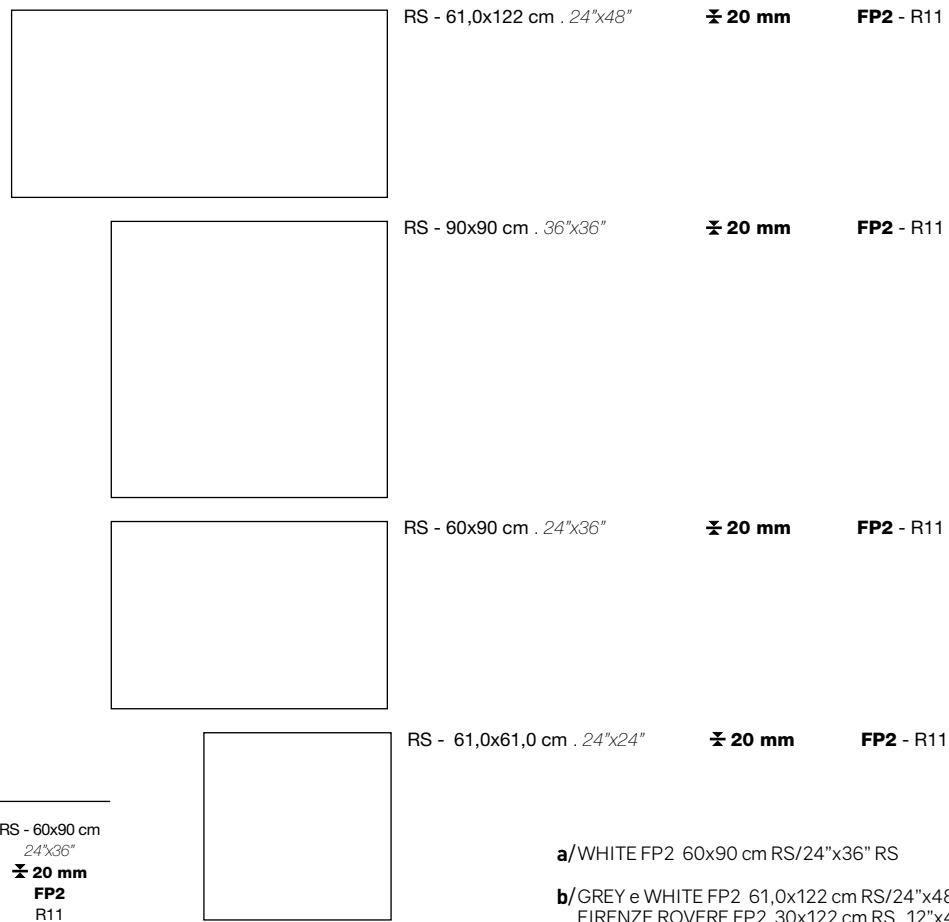 RS - 61,0x122 cm . 24"x48" 20 mm FP2 - R11
RS - 90x90 cm . 36"x36" 20 mm FP2 - R11
RS - 60x90 cm . 24"x36" 20 mm FP2 - R11
RS - 61,0x61,0 cm . 24"x24" 20 mm FP2 - R11
RS - 60x90 cm
24"x36"
20 mm
FP2
R11
a/WHITE FP2 60x90 cm RS/24"x36" RS
b/GREY e WHITE FP2 61,0x122 cm RS/24"x48
FIRENZE ROVERE FP2 30x122 cm RS 12"x4